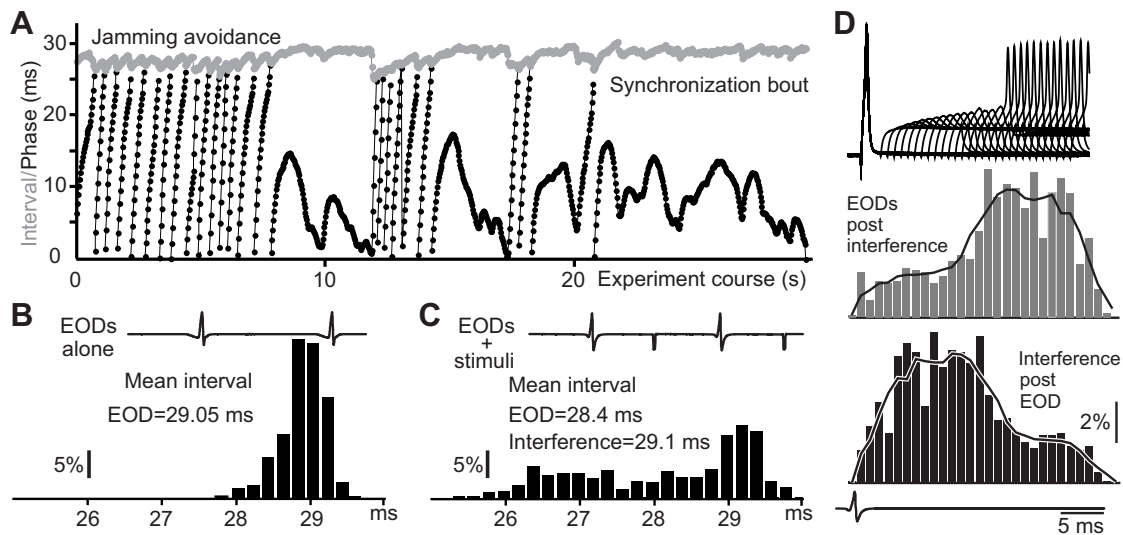 A
D
Interval/Phase (ms)
30
20
10
0
Jamming avoidance
Synchronization bout
0
10
20
Experiment course (s)
EODs
post
interference
B
EODs
alone
Mean interval
EOD=29.05 ms
5%
26
27
28
29
ms
C
EODs
+
stimuli
Mean interval
EOD=28.4 ms
Interference=29.1 ms
5%
26
27
28
29
ms
Interference
post
EOD
2%
5 ms